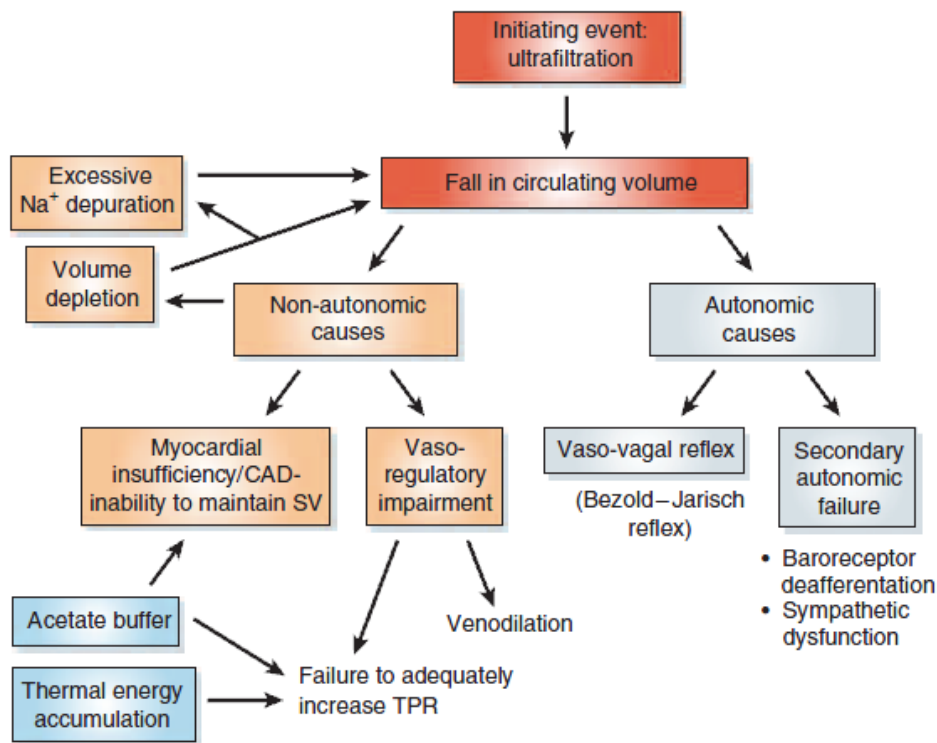 Initiating event:
ultrafiltration
Excessive
Na⁺ depuration
Fall in circulating volume
Volume
depletion
Non-autonomic
causes
Autonomic
causes
Myocardial
insufficiency/CAD-
inability to maintain SV
Vaso-
regulatory
impairment
Vaso-vagal reflex
(Bezold–Jarisch
reflex)
Secondary
autonomic
failure
• Baroreceptor
deafferentation
• Sympathetic
dysfunction
Acetate buffer
Venodilation
Thermal energy
accumulation
Failure to adequately
increase TPR